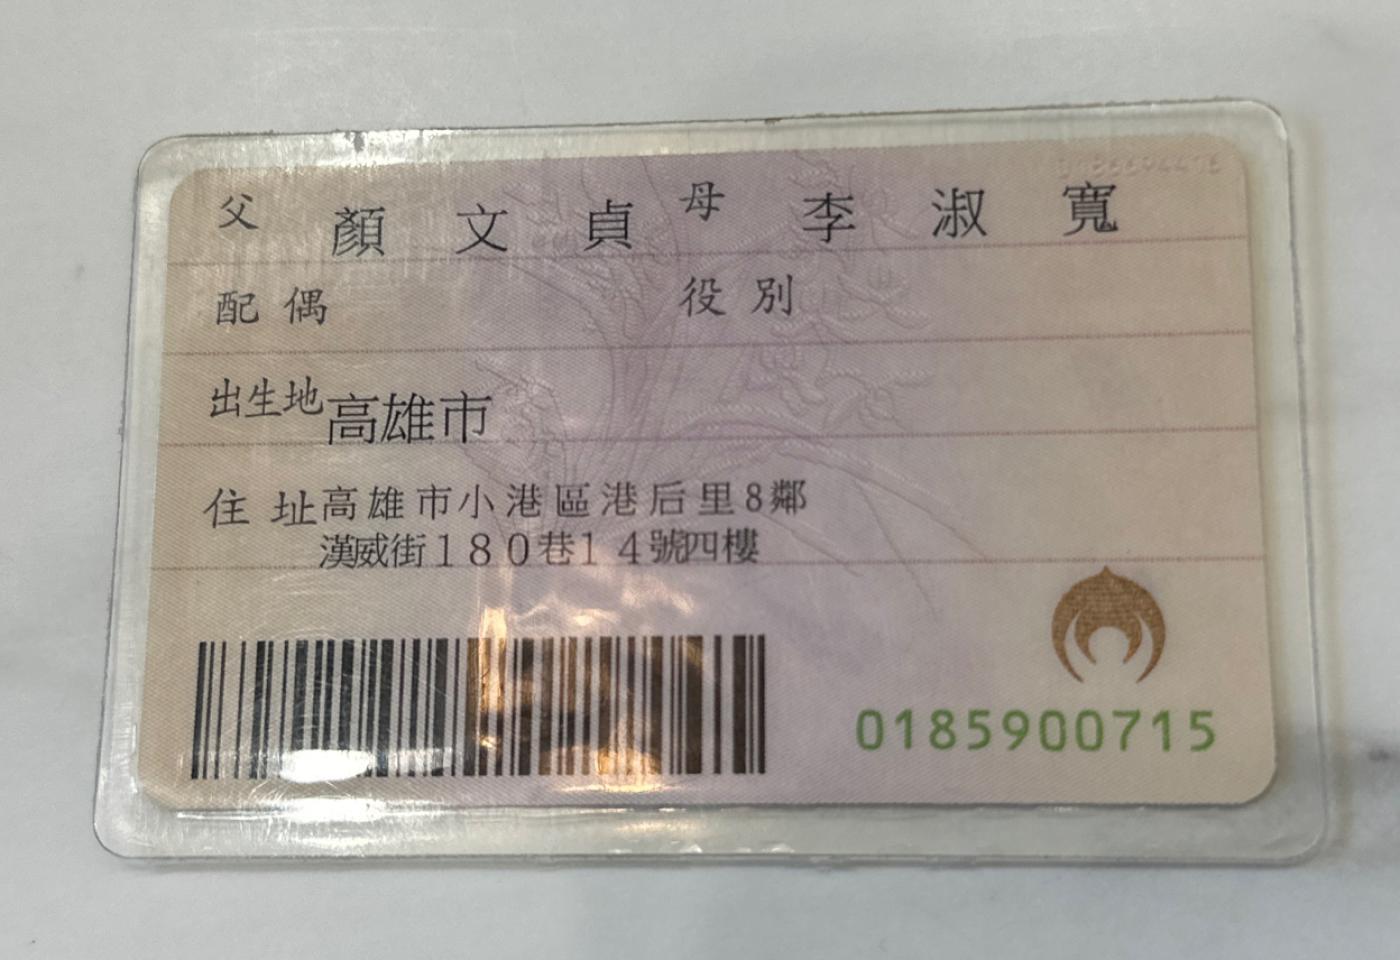 父 顏文貞 母 李淑寬
配偶 役別
出生地 高雄市
住址 高雄市小港區港后里8鄰
漢威街180巷14號四樓
0185900715